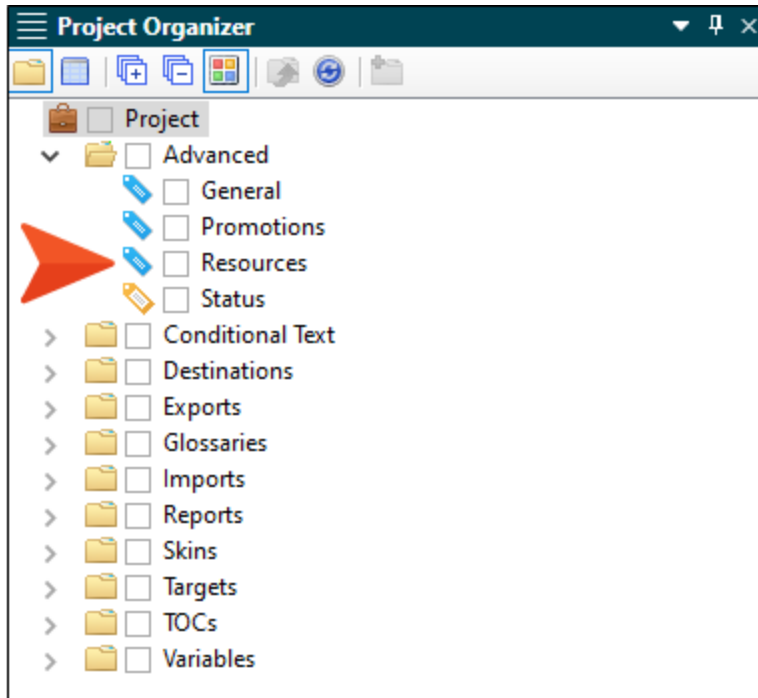 Project Organizer
Project
Advanced
General
Promotions
Resources
Status
Conditional Text
Destinations
Exports
Glossaries
Imports
Reports
Skins
Targets
TOCs
Variables